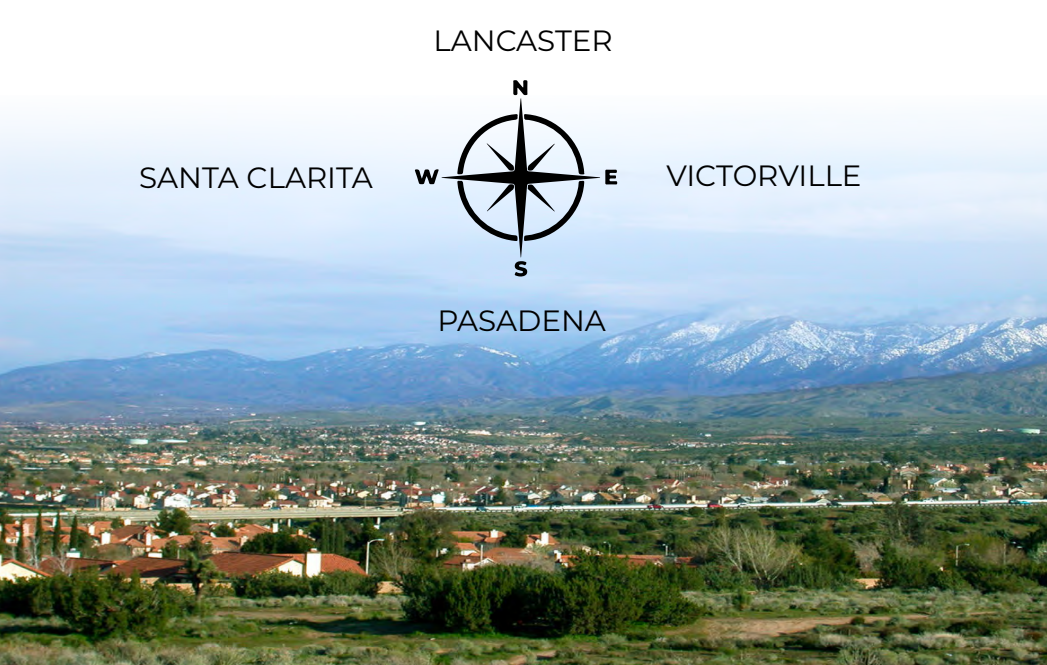 LANCASTER
N
SANTA CLARITA
W
E
VICTORVILLE
S
PASADENA